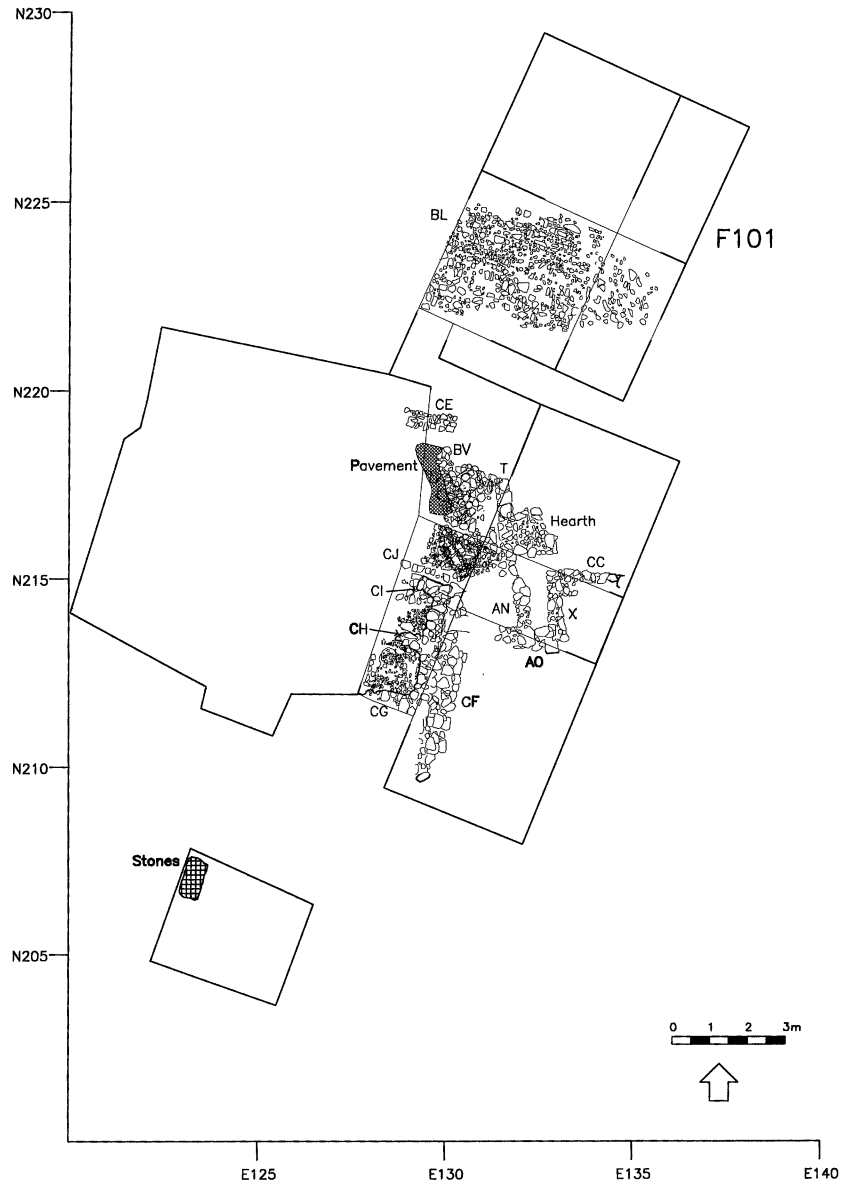 N230
N225
BL
F101
N220
CE
BV
Pavement
T
Hearth
CJ
CC
N215
CI
AN
X
CH
AO
CF
CG
N210
Stones
N205
0 1 2 3m
E125 E130 E135 E140